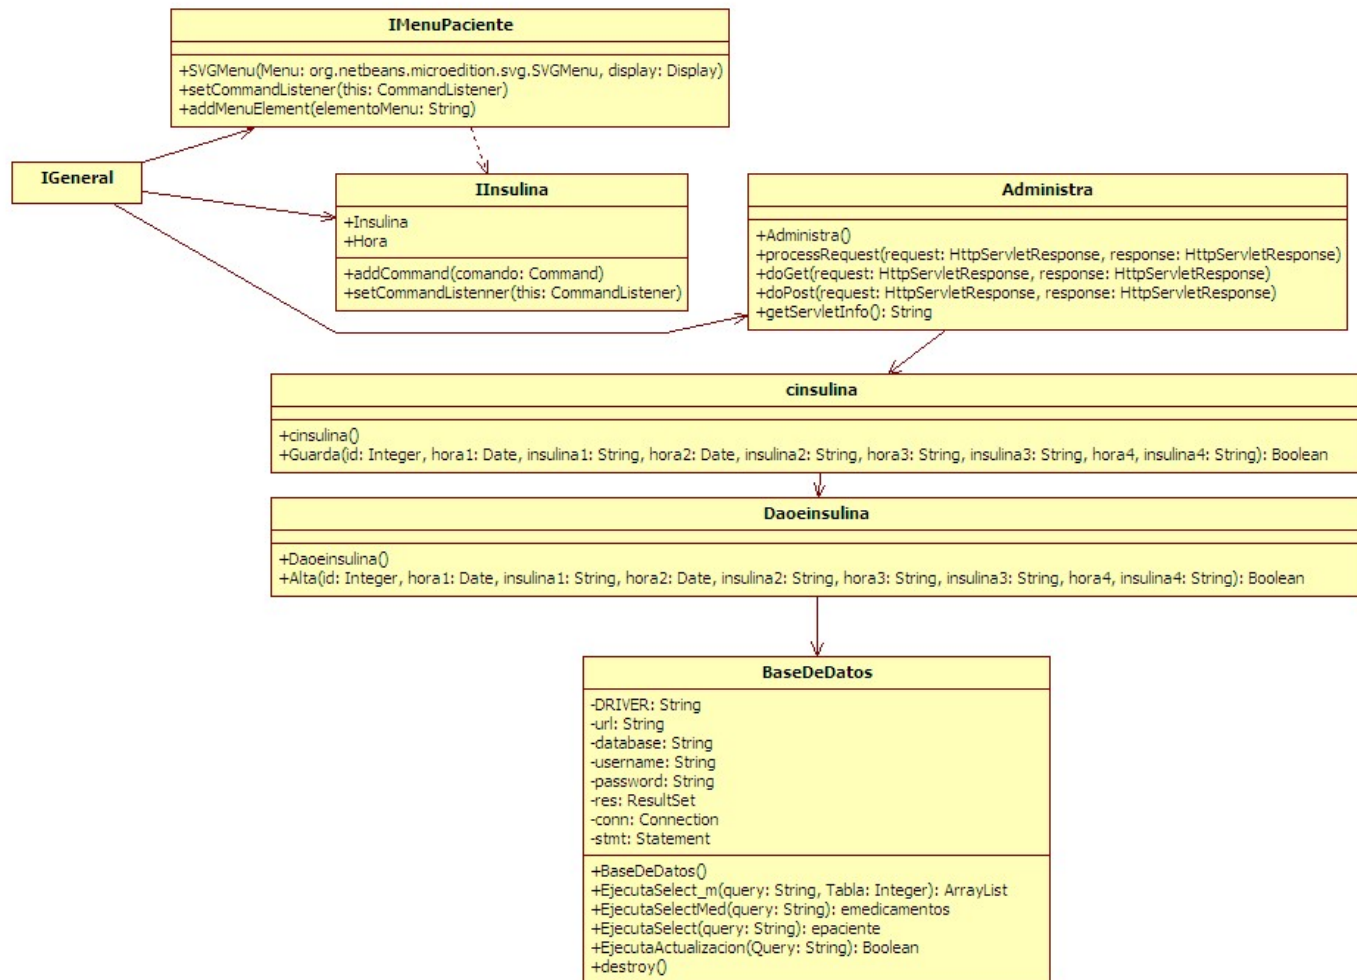 IMenuPaciente
+SVGMenu(Menu: org.netbeans.microedition.svg.SVGMenu, display: Display)
+setCommandListener(this: CommandListener)
+addMenuElement(elementoMenu: String)
IGeneral
IInsulina
+Insulina
+Hora
+addCommand(comando: Command)
+setCommandListenner(this: CommandListener)
Administra
+Administra()
+processRequest(request: HttpServletResponse, response: HttpServletResponse)
+doGet(request: HttpServletResponse, response: HttpServletResponse)
+doPost(request: HttpServletResponse, response: HttpServletResponse)
+getServletInfo(): String
cinsulina
+cinsulina()
+Guarda(id: Integer, hora1: Date, insulina1: String, hora2: Date, insulina2: String, hora3: String, insulina3: String, hora4, insulina4: String): Boolean
Daoeinsulina
+Daoeinsulina()
+Alta(id: Integer, hora1: Date, insulina1: String, hora2: Date, insulina2: String, hora3: String, insulina3: String, hora4, insulina4: String): Boolean
BaseDeDatos
-DRIVER: String
-url: String
-database: String
-username: String
-password: String
-res: ResultSet
-conn: Connection
-stmt: Statement
+BaseDeDatos()
+EjecutaSelect_m(query: String, Tabla: Integer): ArrayList
+EjecutaSelectMed(query: String): emedicamentos
+EjecutaSelect(query: String): epaciente
+EjecutaActualizacion(Query: String): Boolean
+destroy()